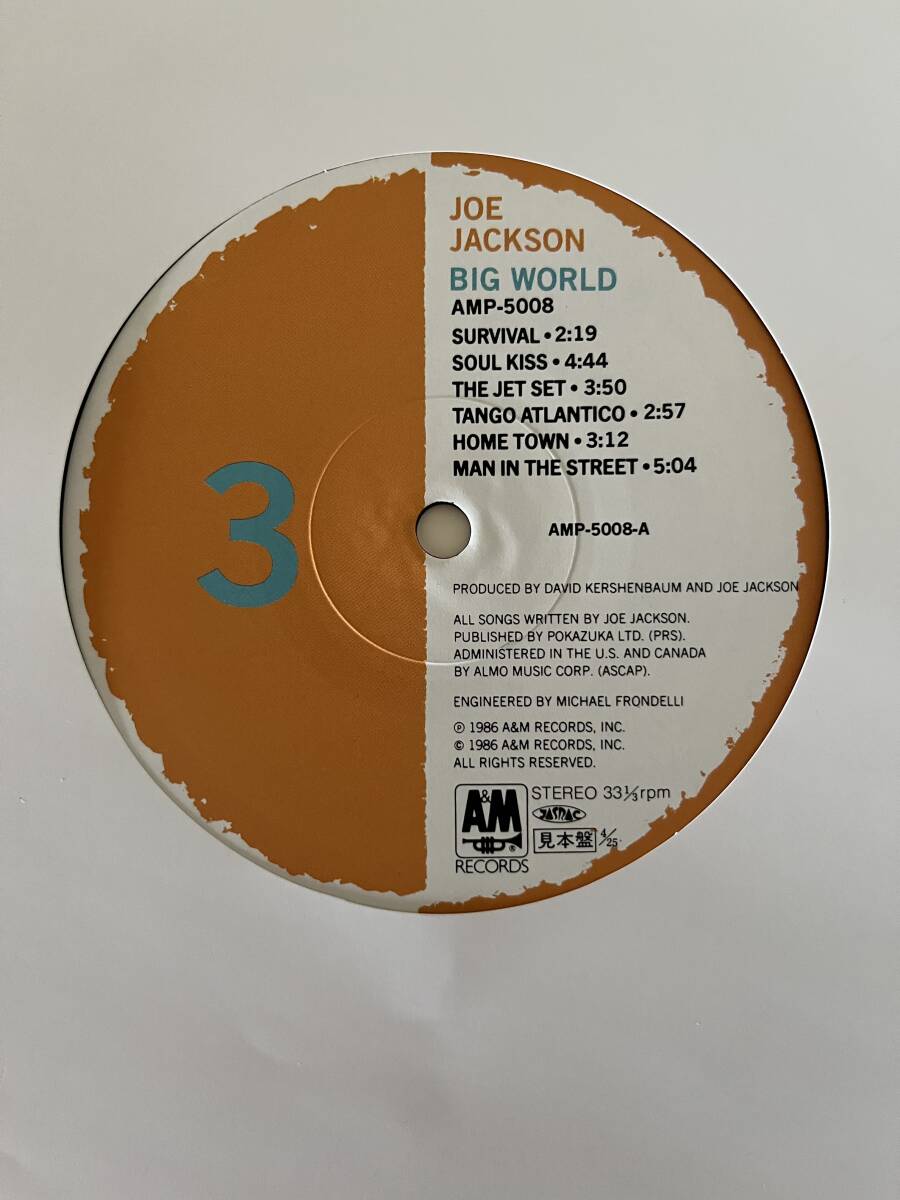 JOE
JACKSON
BIG WORLD
AMP-5008
SURVIVAL • 2:19
SOUL KISS • 4:44
THE JET SET • 3:50
TANGO ATLANTICO • 2:57
HOME TOWN • 3:12
MAN IN THE STREET • 5:04
3
AMP-5008-A
PRODUCED BY DAVID KERSHENBAUM AND JOE JACKSON
ALL SONGS WRITTEN BY JOE JACKSON.
PUBLISHED BY POKAZUKA LTD. (PRS).
ADMINISTERED IN THE U.S. AND CANADA
BY ALMO MUSIC CORP. (ASCAP).
ENGINEERED BY MICHAEL FRONDELLI
℗ 1986 A&M RECORDS, INC.
© 1986 A&M RECORDS, INC.
ALL RIGHTS RESERVED.
A&M ®
RECORDS
STEREO 33 1/3 rpm
JASRAC
見本盤 4/25